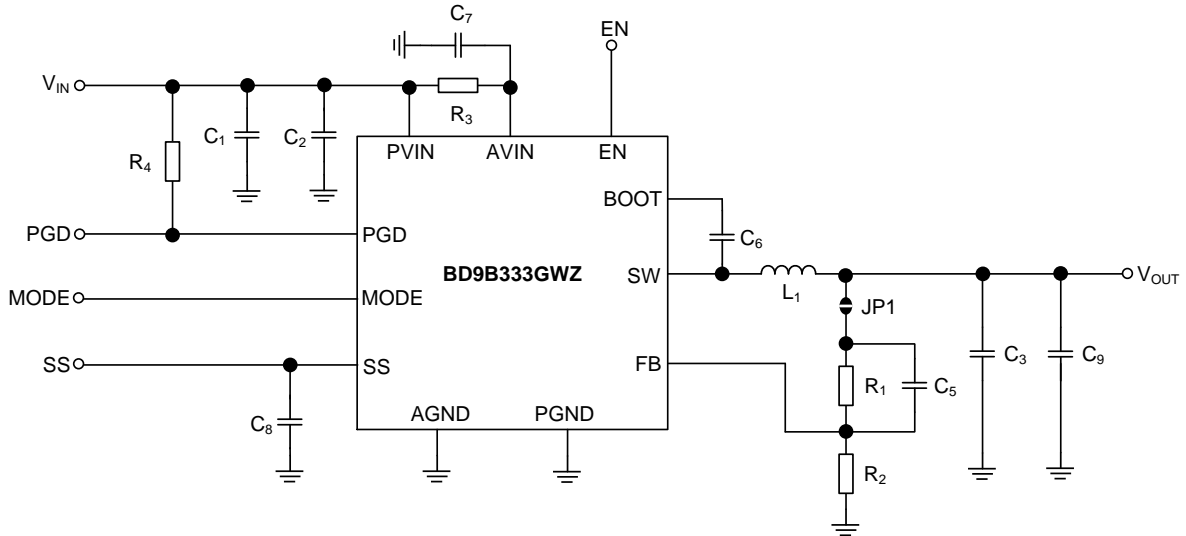 C7
EN
VIN
R3
C1
C2
R4
PVIN
AVIN
EN
BOOT
PGD
PGD
C6
BD9B333GWZ
SW
VOUT
L1
MODE
MODE
JP1
SS
SS
FB
R1
C5
C3
C9
C8
AGND
PGND
R2